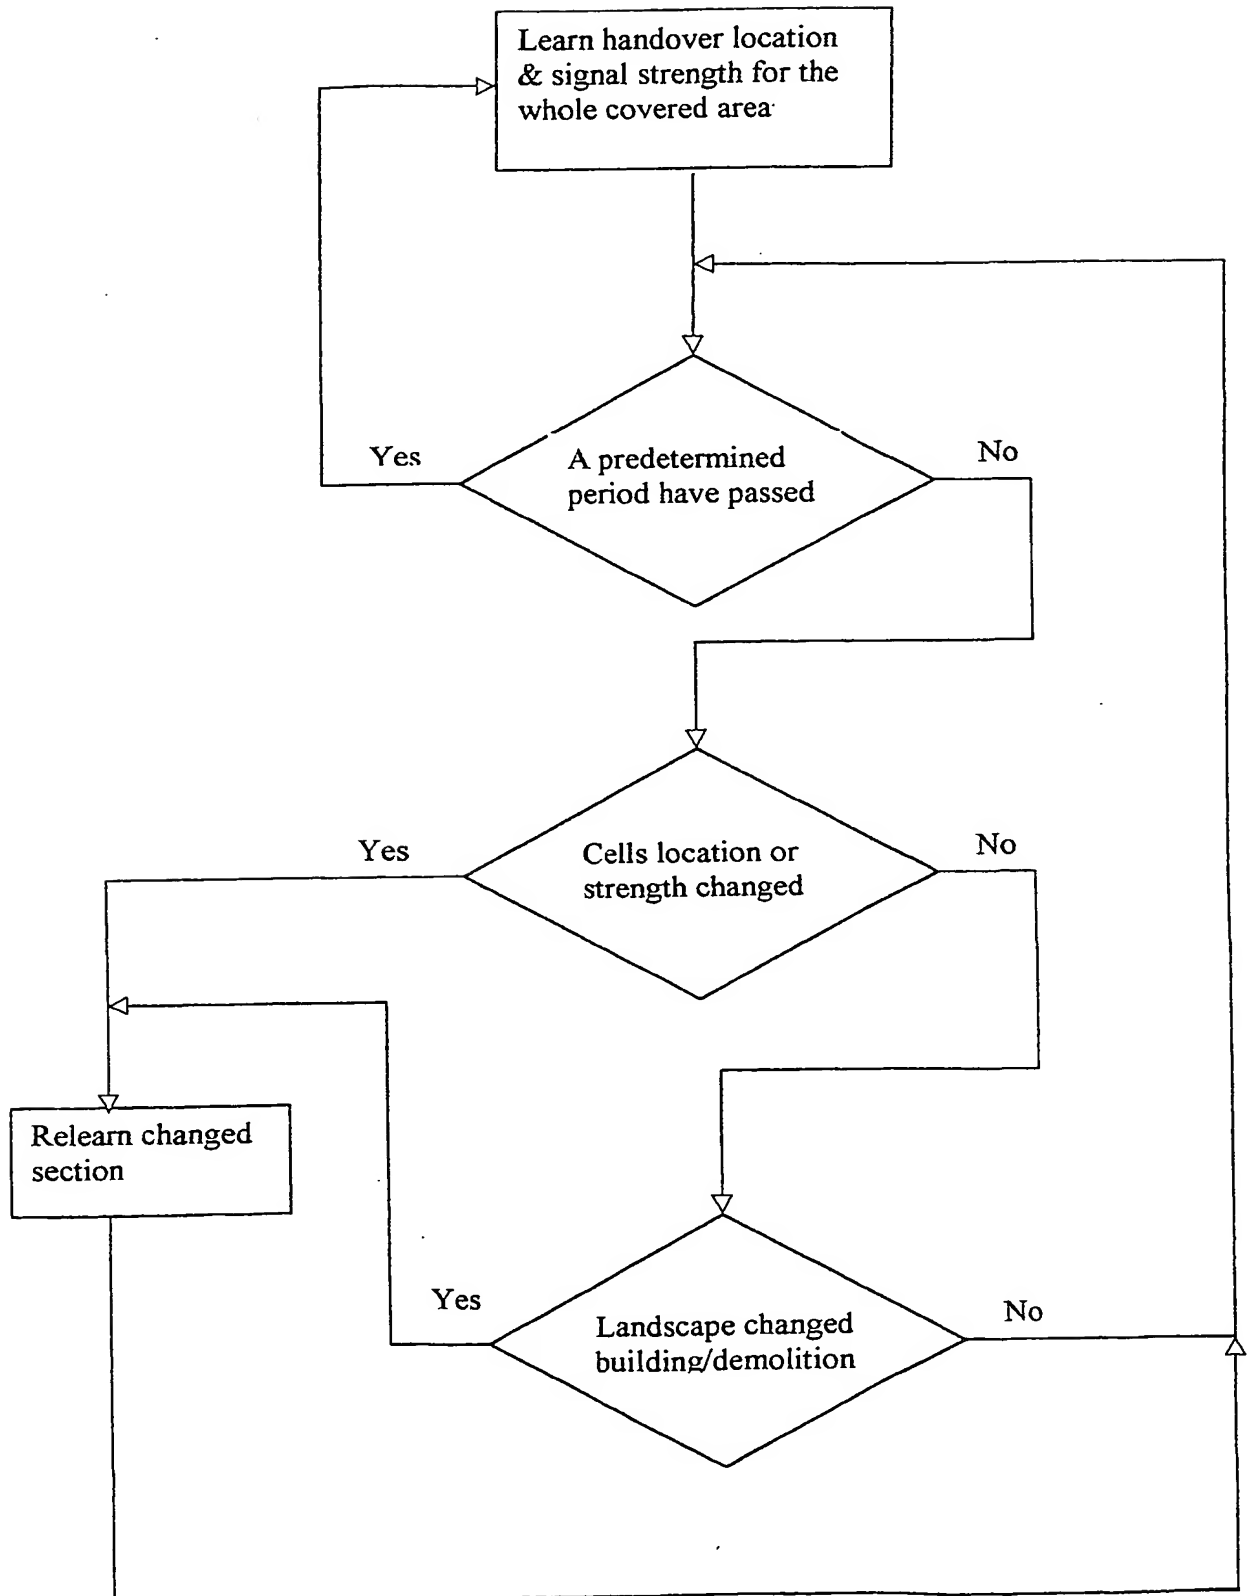 Learn handover location
& signal strength for the
whole covered area
Yes
A predetermined
period have passed
No
Yes
Cells location or
strength changed
No
Relearn changed
section
Yes
Landscape changed
building/demolition
No